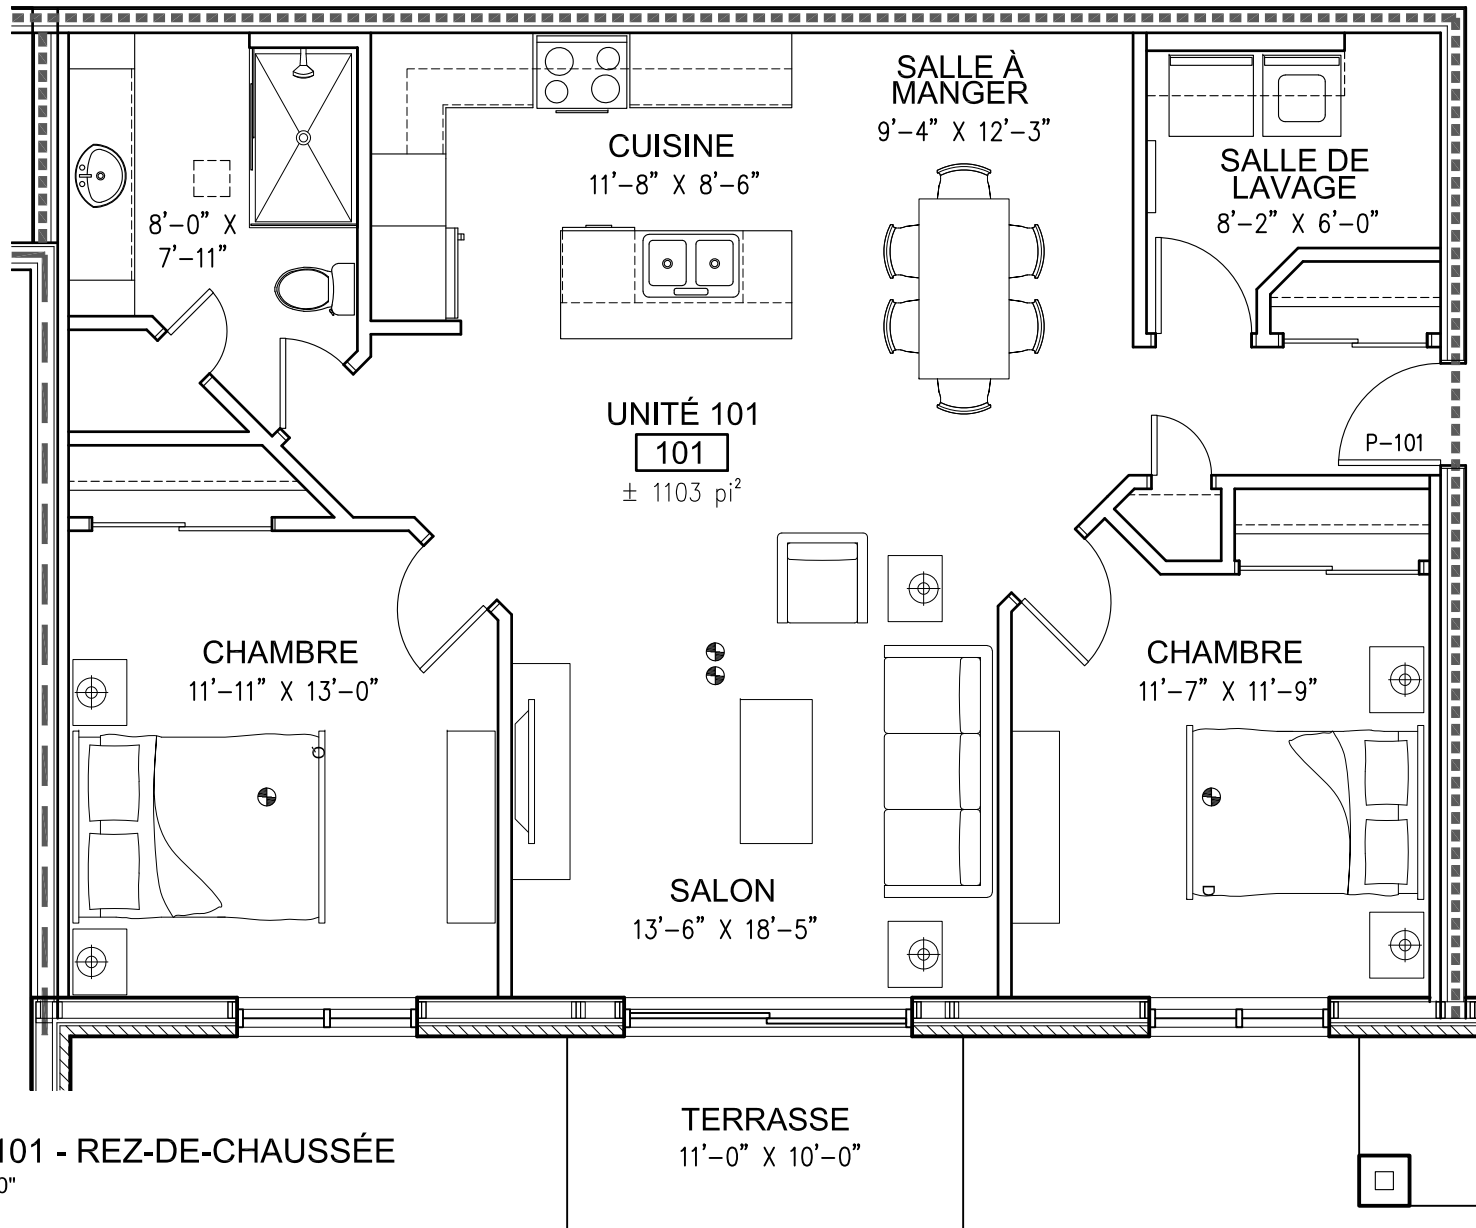 SALLE À
MANGER
9'-4" X 12'-3"
CUISINE
11'-8" X 8'-6"
SALLE DE
LAVAGE
8'-2" X 6'-0"
8'-0" X
7'-11"
UNITÉ 101
101
± 1103 pi²
P-101
CHAMBRE
11'-11" X 13'-0"
CHAMBRE
11'-7" X 11'-9"
SALON
13'-6" X 18'-5"
TERRASSE
11'-0" X 10'-0"
101 - REZ-DE-CHAUSSÉE
0"